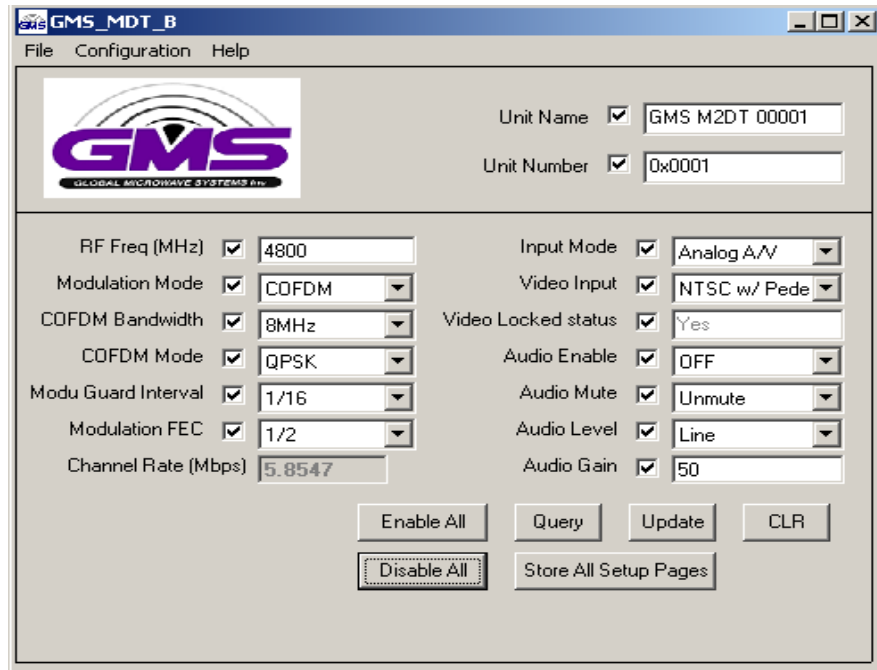 GMS GMS_MDT_B
File Configuration Help
GMS
GLOBAL MICROWAVE SYSTEMS Inc
Unit Name GMS M2DT 00001
Unit Number 0x0001
RF Freq (MHz) 4800
Modulation Mode COFDM
COFDM Bandwidth 8MHz
COFDM Mode QPSK
Modu Guard Interval 1/16
Modulation FEC 1/2
Channel Rate (Mbps) 5.8547
Input Mode Analog A/V
Video Input NTSC w/ Pede
Video Locked status Yes
Audio Enable OFF
Audio Mute Unmute
Audio Level Line
Audio Gain 50
Enable All Query Update CLR
Disable All Store All Setup Pages